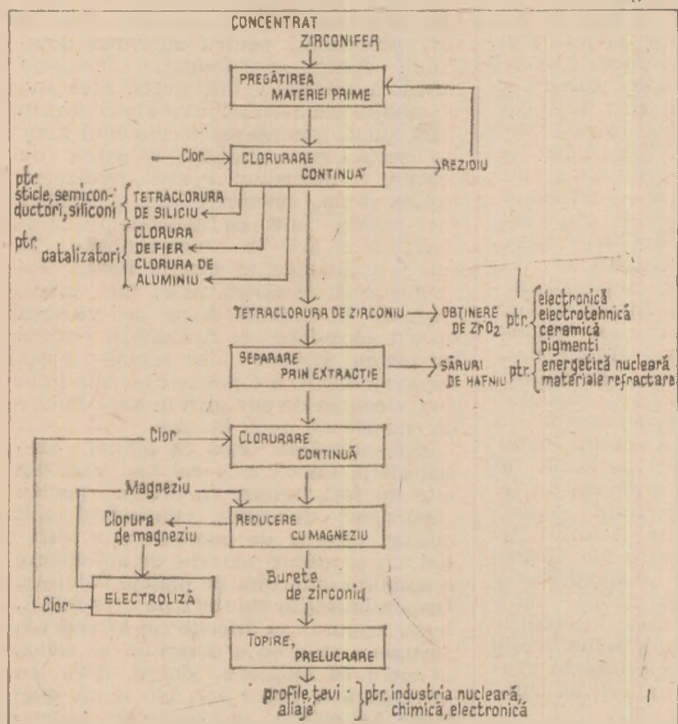 CONCENTRAT
ZIRCONIFER
PREGĂTIREA
MATERIEI PRIME
Clor
CLORURARE
CONTINUĂ
REZIDIU
ptr.
sticle, semicon-
ductori, siliconi
TETRACLORURA
DE SILICIU
ptr. catalizatori
CLORURA
DE FIER
CLORURA DE
ALUMINIU
TETRACLORURA DE ZIRCONIU
OBȚINERE
DE ZrO2
ptr.
electronică
electrotehnică
ceramică
pigmenti
SEPARARE
PRIN EXTRACȚIE
SĂRURI
DE HAFNIU
ptr.
energetică nucleară
materiale refractare
Clor
CLORURARE
CONTINUĂ
Magneziu
Clorura
de magneziu
REDUCERE
CU MAGNEZIU
Burete
de zirconiu
ELECTROLIZĂ
Clor
TOPIRE,
PRELUCRARE
profile, tevi
aliaje
ptr. industria nucleară,
chimică, electronică